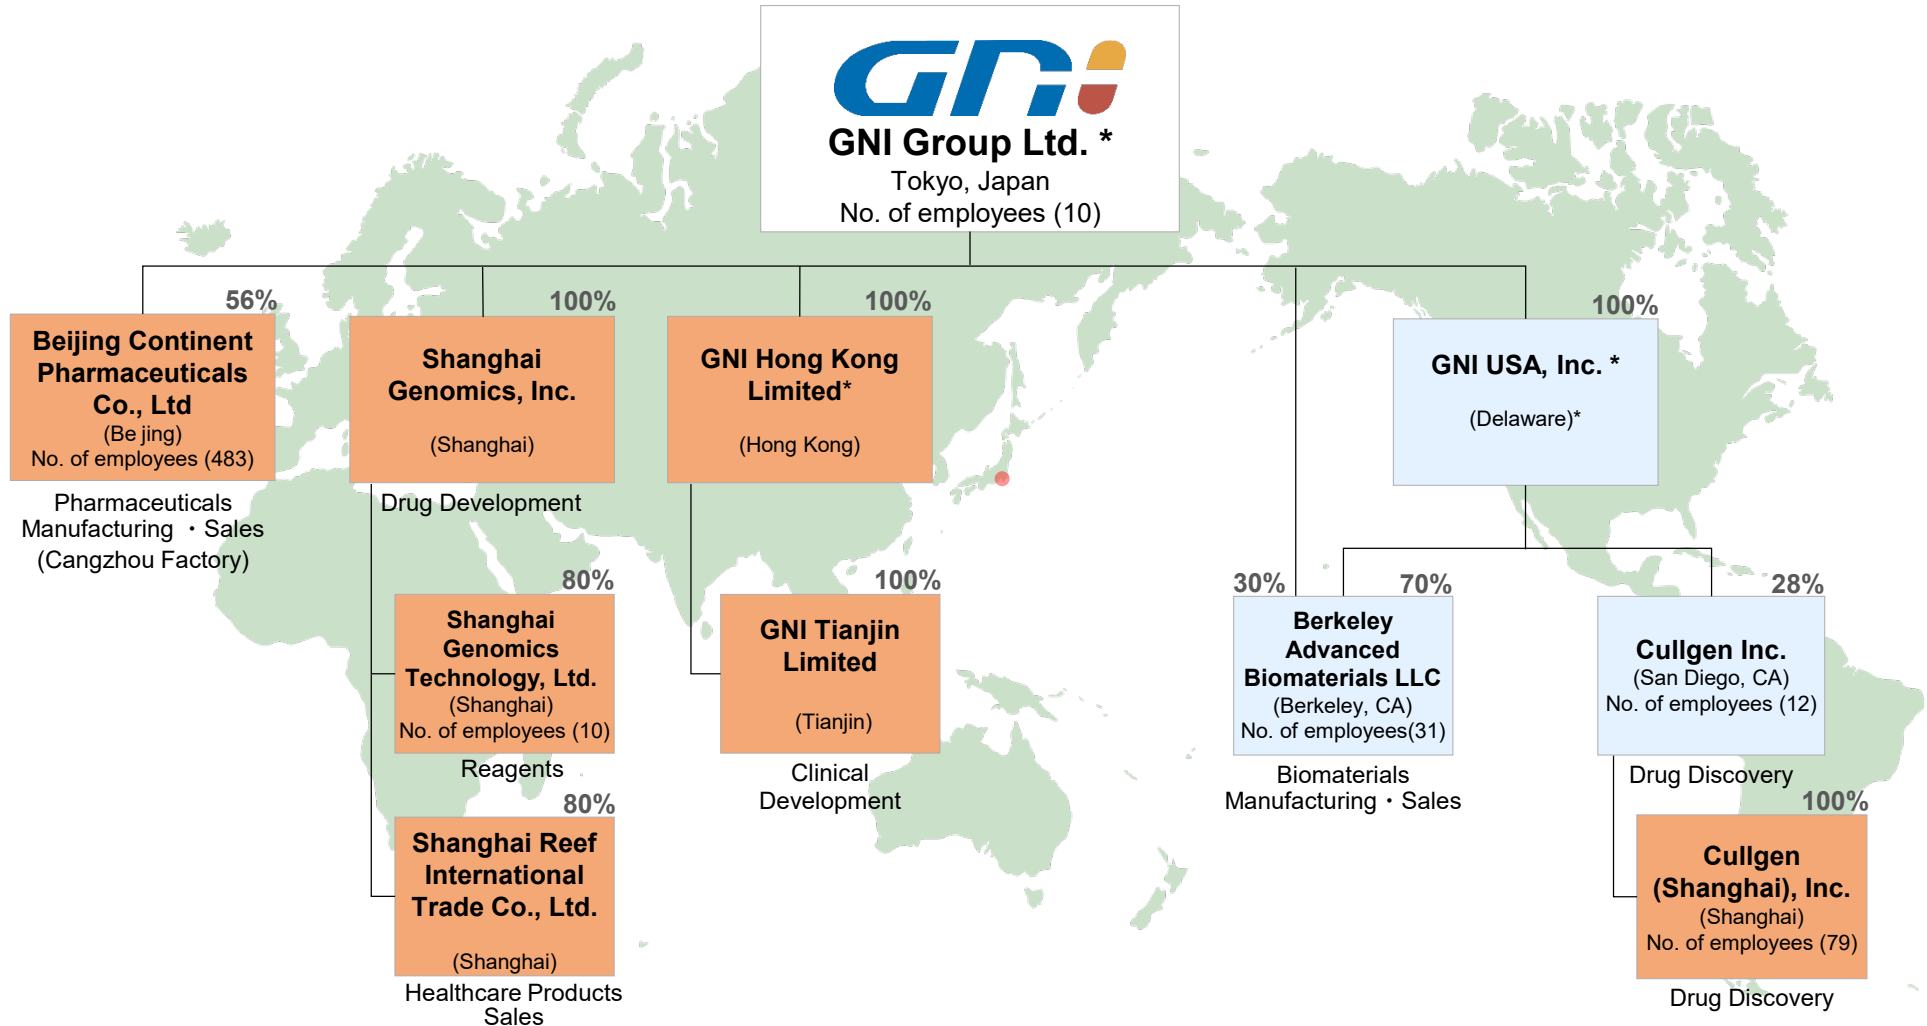 GNI
GNI Group Ltd. *
Tokyo, Japan
No. of employees (10)
56%
Beijing Continent
Pharmaceuticals
Co., Ltd
(Be jing)
No. of employees (483)
Pharmaceuticals
Manufacturing ・Sales
(Cangzhou Factory)
100%
Shanghai
Genomics, Inc.
(Shanghai)
Drug Development
80%
Shanghai
Genomics
Technology, Ltd.
(Shanghai)
No. of employees (10)
Reagents
80%
Shanghai Reef
International
Trade Co., Ltd.
(Shanghai)
Healthcare Products
Sales
100%
GNI Hong Kong
Limited*
(Hong Kong)
100%
GNI Tianjin
Limited
(Tianjin)
Clinical
Development
100%
GNI USA, Inc. *
(Delaware)*
30%
70%
Berkeley
Advanced
Biomaterials LLC
(Berkeley, CA)
No. of employees(31)
Biomaterials
Manufacturing・Sales
28%
Cullgen Inc.
(San Diego, CA)
No. of employees (12)
Drug Discovery
100%
Cullgen
(Shanghai), Inc.
(Shanghai)
No. of employees (79)
Drug Discovery